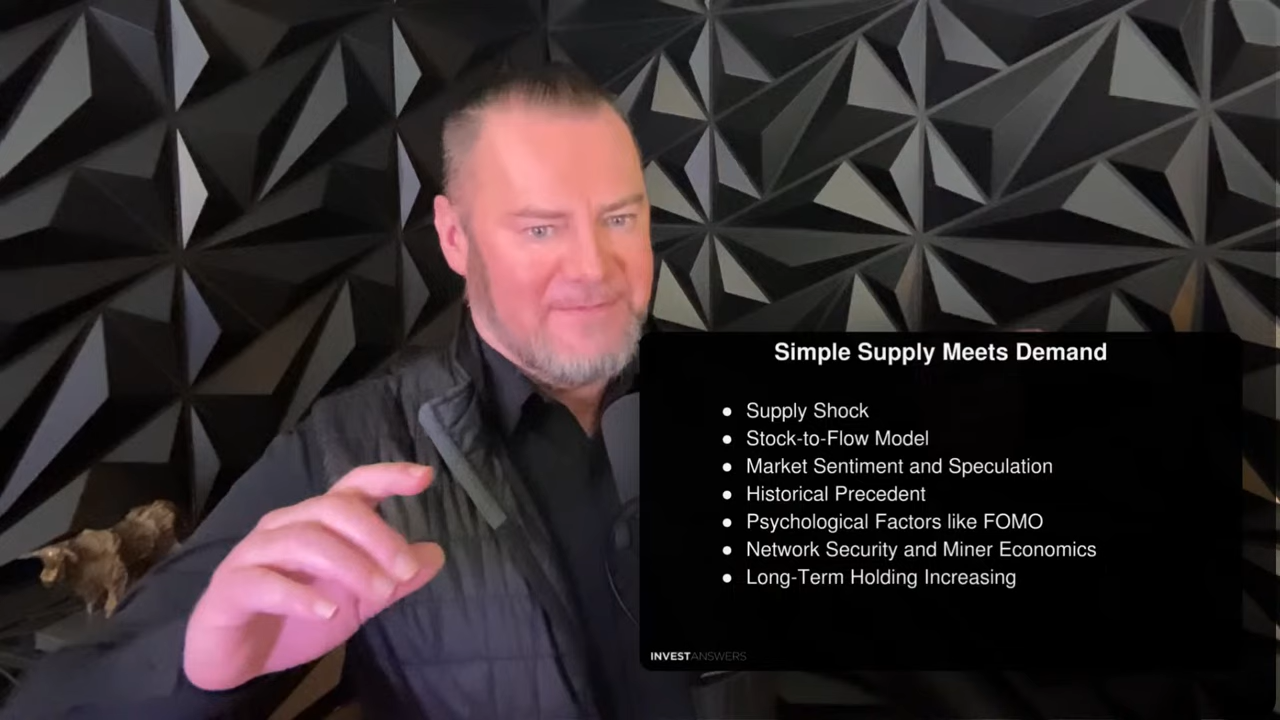 Simple Supply Meets Demand
● Supply Shock
● Stock-to-Flow Model
● Market Sentiment and Speculation
● Historical Precedent
● Psychological Factors like FOMO
● Network Security and Miner Economics
● Long-Term Holding Increasing
INVESTANSWERS